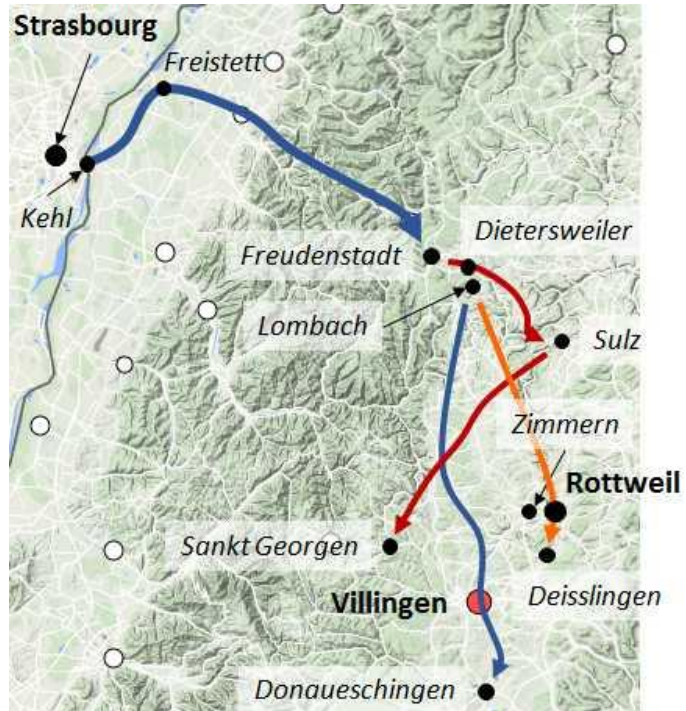 Strasbourg
Freistett
Kehl
Dietersweiler
Freudenstadt
Lombach
Sulz
Zimmern
Rottweil
Sankt Georgen
Villingen
Deisslingen
Donaueschingen